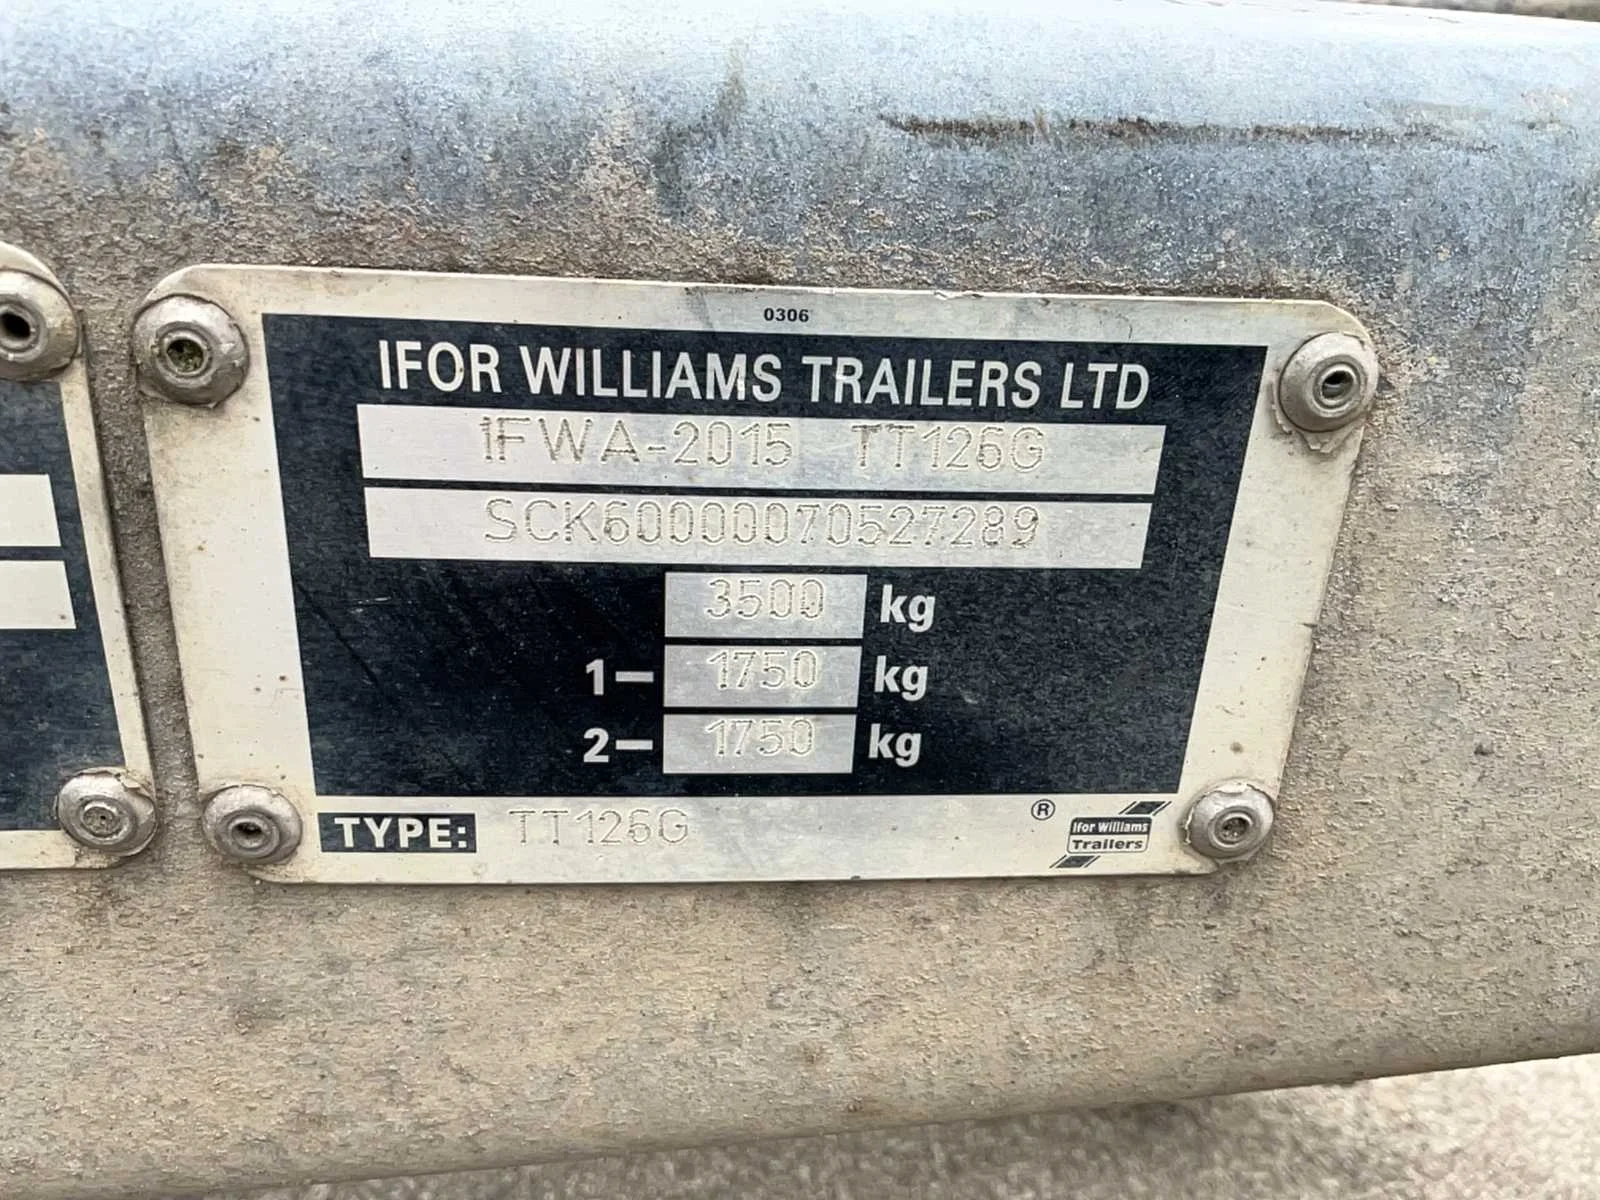 0306
IFOR WILLIAMS TRAILERS LTD
IFWA-2015 TT126G
SCK60000070527289
3500 kg
1- 1750 kg
2- 1750 kg
TYPE: TT126G
®
Ifor Williams
Trailers